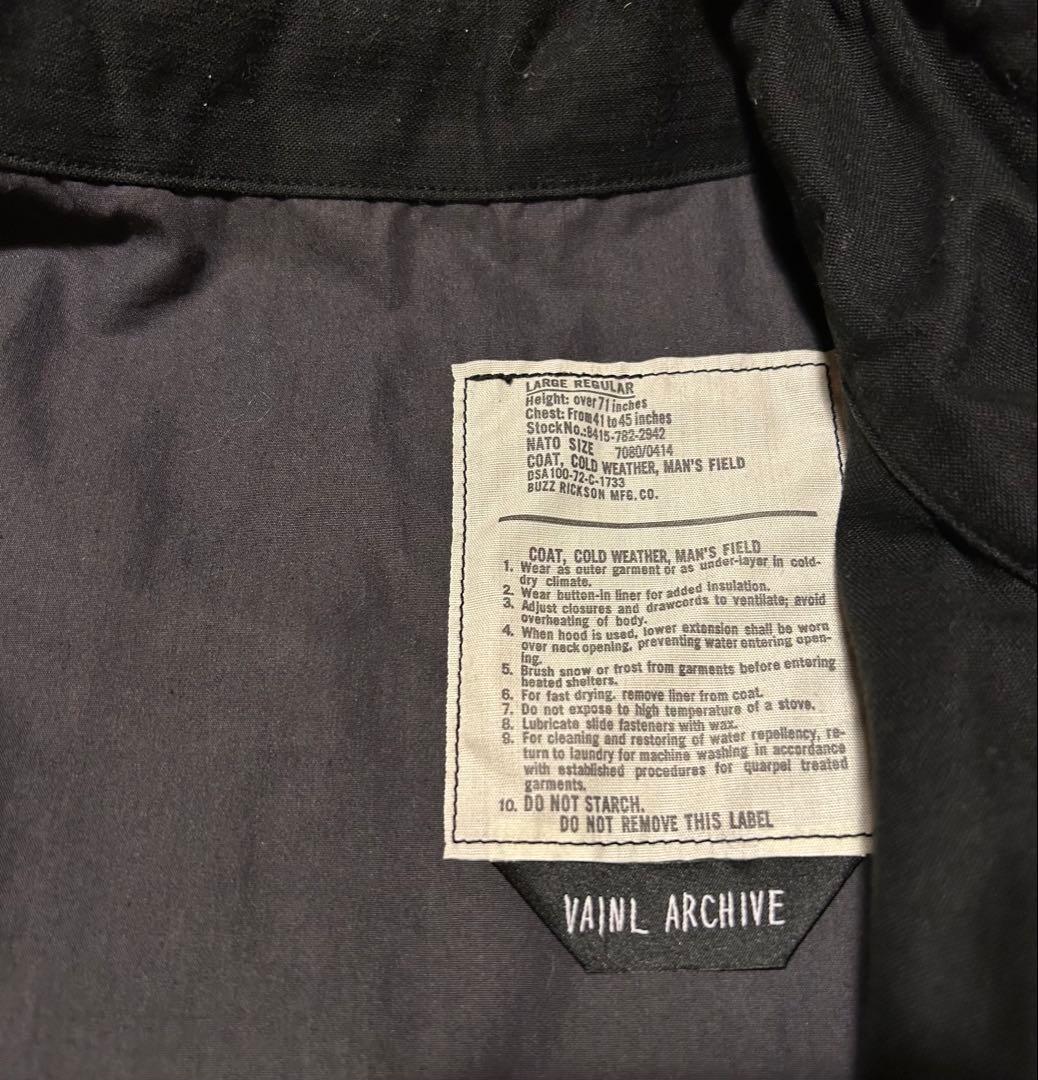 LARGE REGULAR
Height: over 71 inches
Chest: From 41 to 45 inches
Stock No.:8415-782-2942
NATO SIZE 7080/0414
COAT, COLD WEATHER, MAN'S FIELD
DSA 100-72-C-1733
BUZZ RICKSON MFG. CO.
COAT, COLD WEATHER, MAN'S FIELD
1. Wear as outer garment or as under-layer in cold-
dry climate.
2. Wear button-in liner for added insulation.
3. Adjust closures and drawcords to ventilate; avoid
overheating of body.
4. When hood is used, lower extension shall be worn
over neck opening, preventing water entering open-
ing.
5. Brush snow or frost from garments before entering
heated shelters.
6. For fast drying, remove liner from coat.
7. Do not expose to high temperature of a stove.
8. Lubricate slide fasteners with wax.
9. For cleaning and restoring of water repellency, re-
turn to laundry for machine washing in accordance
with established procedures for quarpel treated
garments.
10. DO NOT STARCH.
DO NOT REMOVE THIS LABEL
VAINL ARCHIVE